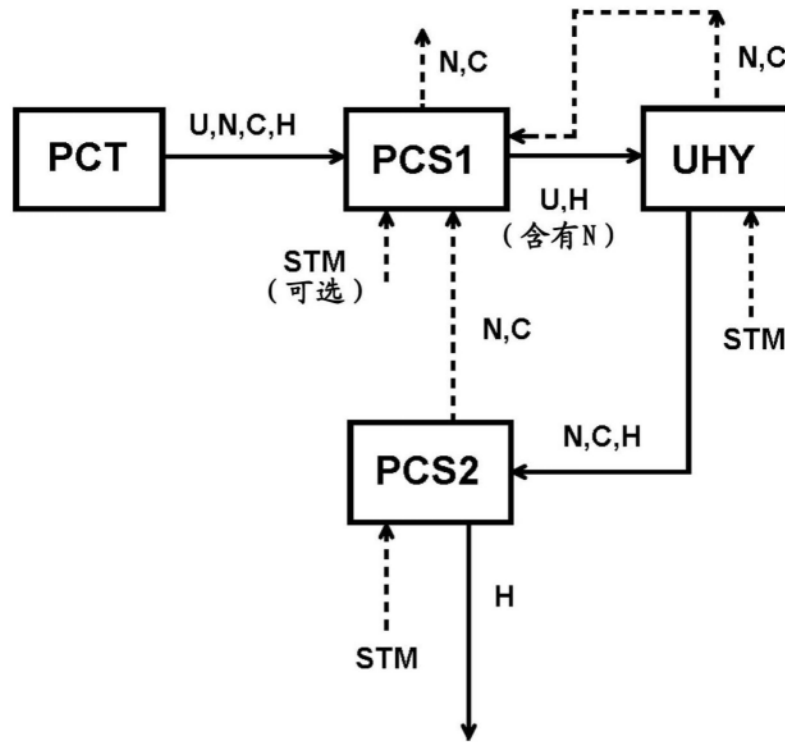 N,C
N,C
U,N,C,H
PCT
PCS1
UHY
U,H
(含有N)
STM
(可选)
N,C
STM
N,C,H
PCS2
H
STM